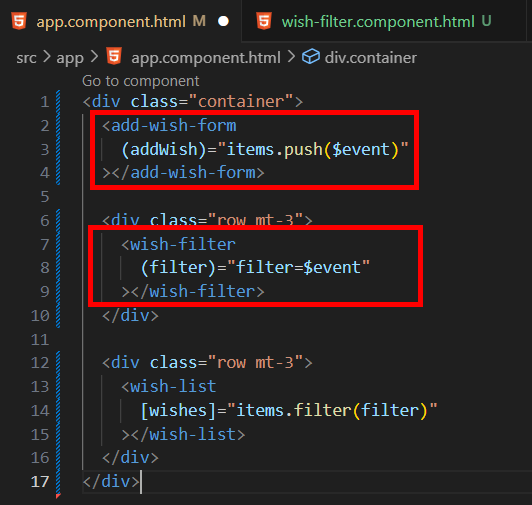 app.component.html M
wish-filter.component.html U
src > app > app.component.html > div.container
Go to component
1 <div class="container">
2 <add-wish-form
3 (addWish)="items.push($event)"
4 ></add-wish-form>
5
6 <div class="row mt-3">
7 <wish-filter
8 (filter)="filter=$event"
9 ></wish-filter>
10 </div>
11
12 <div class="row mt-3">
13 <wish-list
14 [wishes]="items.filter(filter)"
15 ></wish-list>
16 </div>
17 </div>